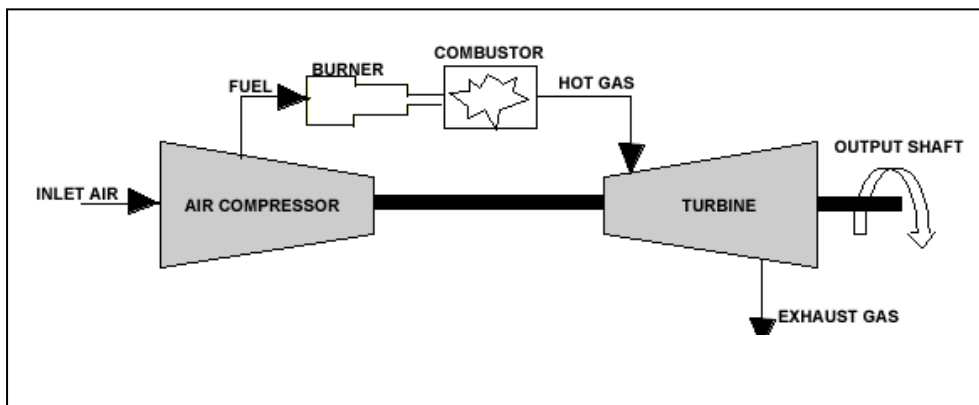 COMBUSTOR
BURNER
FUEL
HOT GAS
OUTPUT SHAFT
INLET AIR
AIR COMPRESSOR
TURBINE
EXHAUST GAS